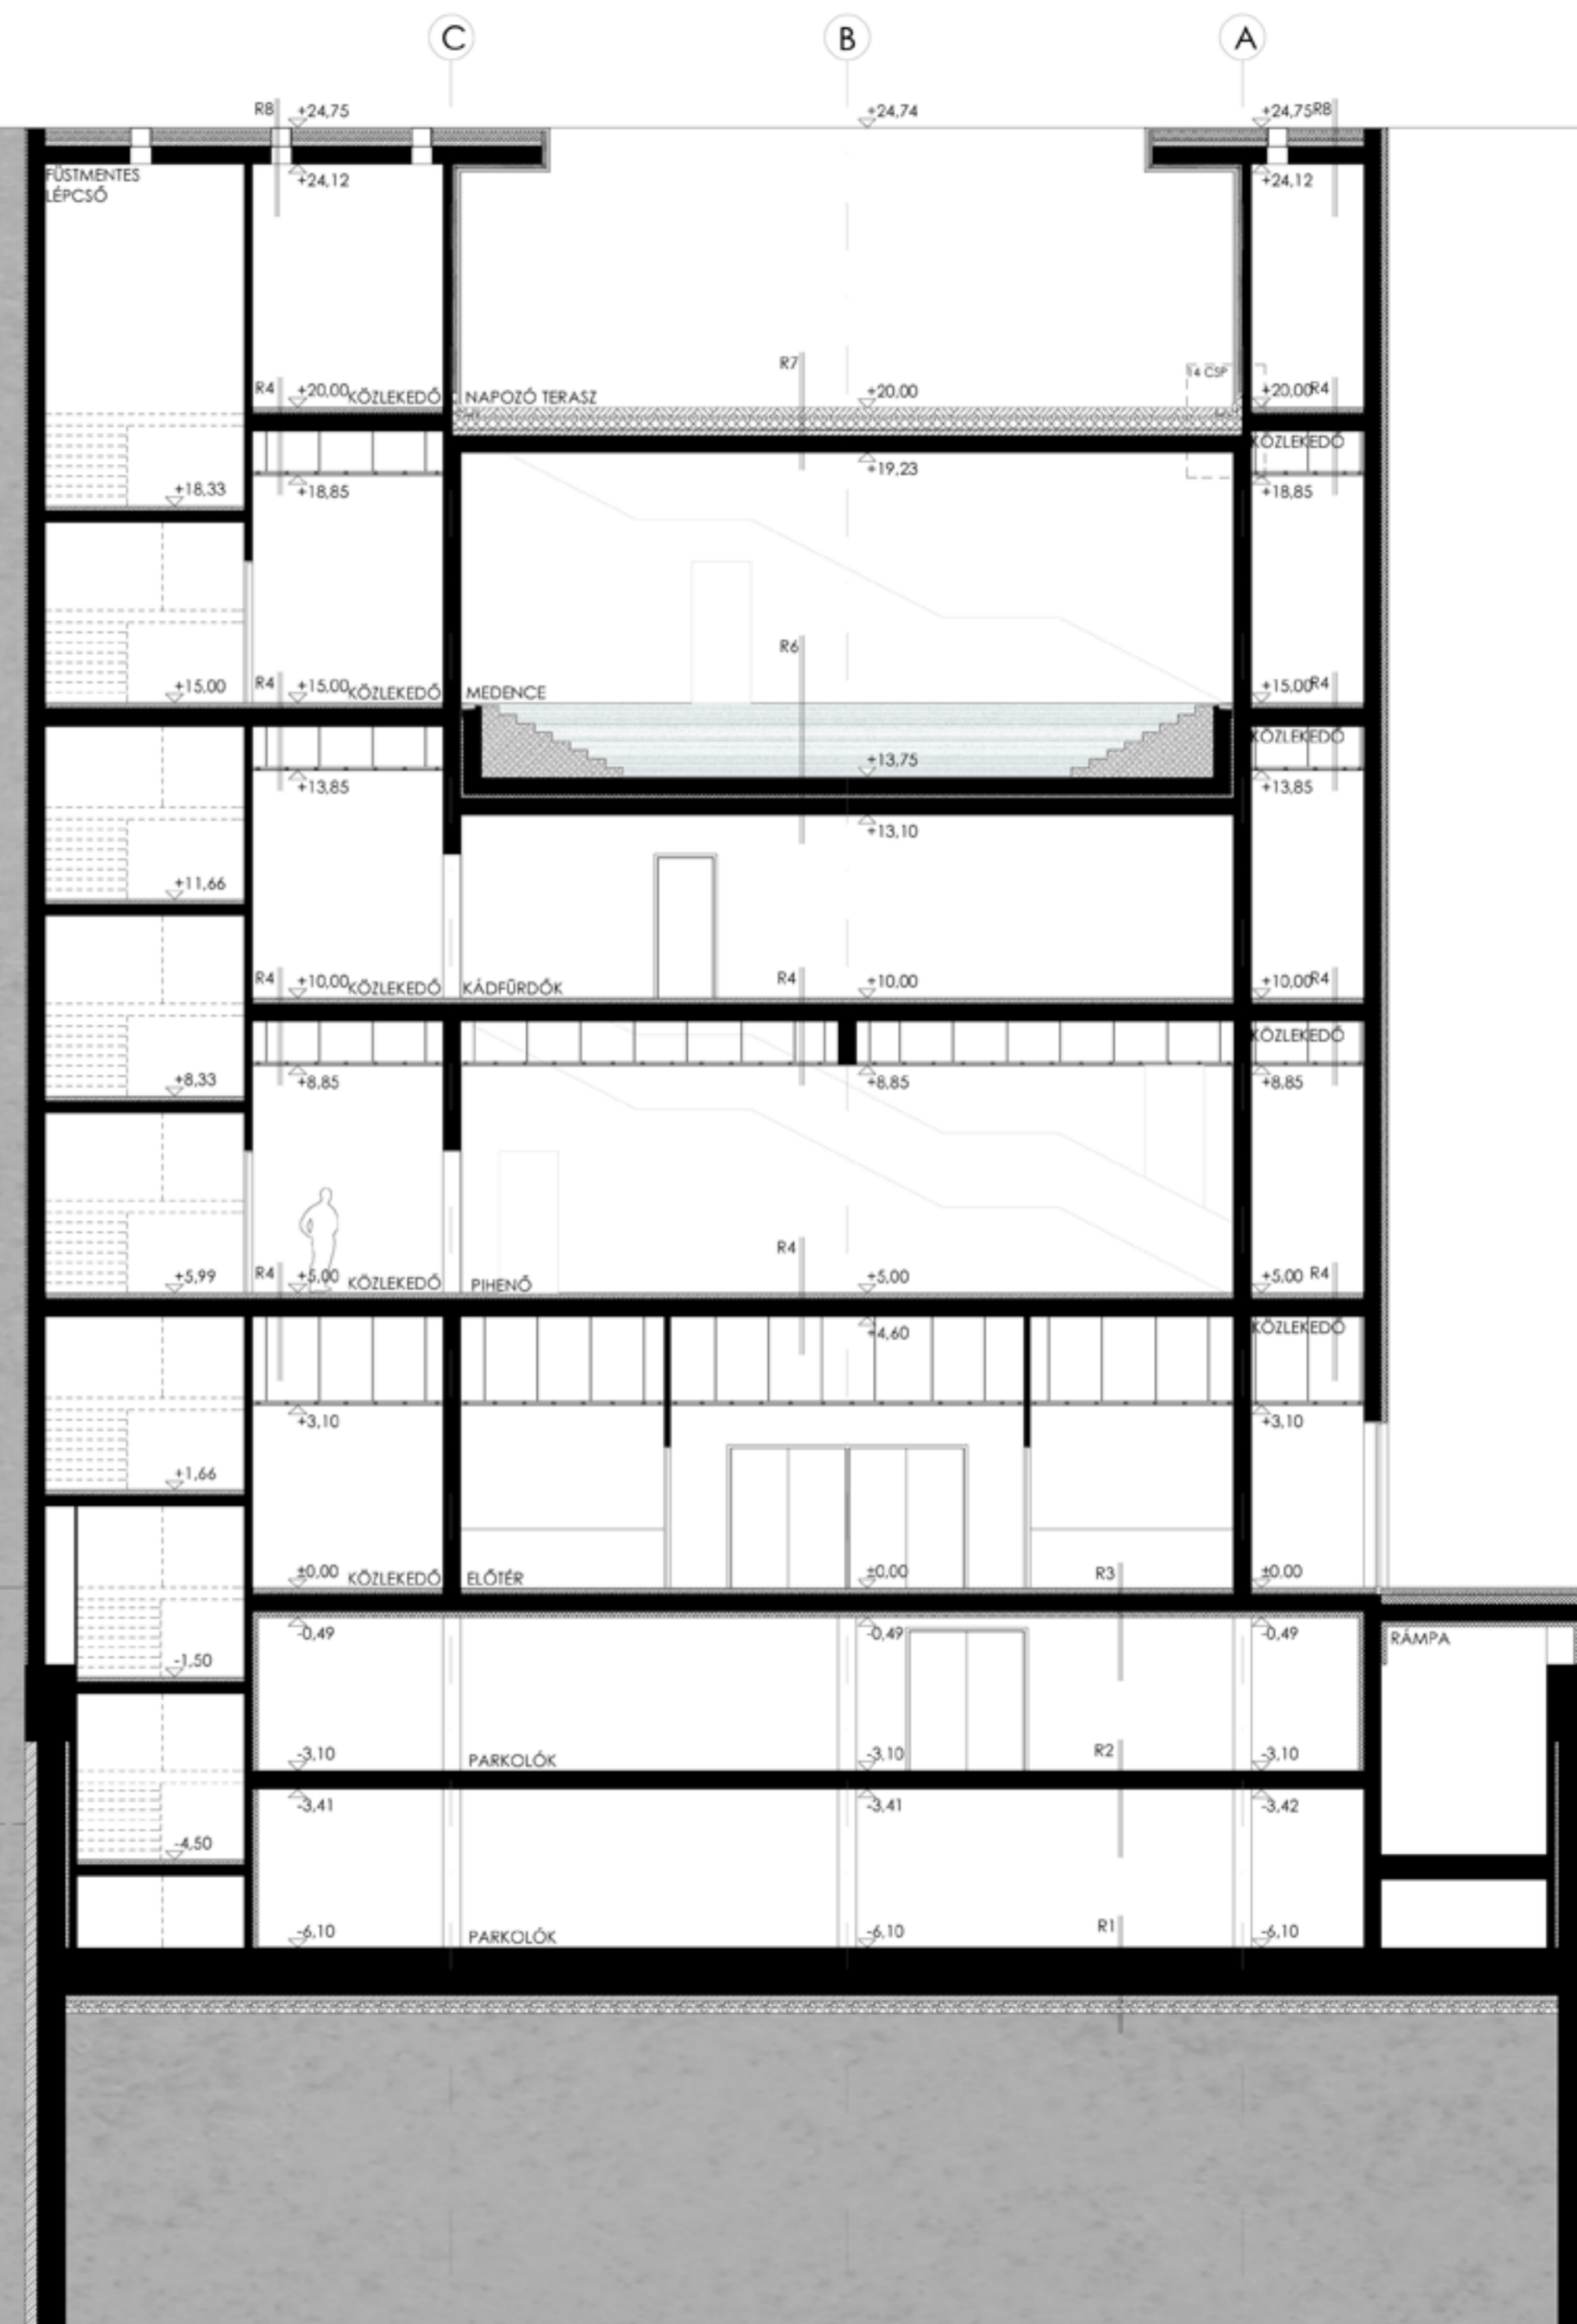 C B A
R8 +24,75 +24,74 +24,75 R8
FÜSTMENTES
LÉPCSŐ
+24,12 +24,12
R7
14 CSP
R4 +20,00 KÖZLEKEDŐ NAPOZÓ TERASZ +20,00 +20,00 R4
KÖZLEKEDŐ
+19,23
+18,33 +18,85 +18,85
R6
+15,00 R4 +15,00 KÖZLEKEDŐ MEDENCE +15,00 R4
KÖZLEKEDŐ
+13,75
+13,85 +13,85
+13,10
+11,66
R4 +10,00 KÖZLEKEDŐ KÁDFÜRDŐK R4 +10,00 +10,00 R4
KÖZLEKEDŐ
+8,33 +8,85 +8,85 +8,85
R4
+5,99 R4 +5,00 KÖZLEKEDŐ PIHENŐ +5,00 +5,00 R4
KÖZLEKEDŐ
+4,60
+3,10 +3,10
+1,66
±0,00 KÖZLEKEDŐ ELŐTÉR ±0,00 R3 ±0,00
-0,49 -0,49 -0,49 RÁMPA
-1,50
-3,10 PARKOLÓK -3,10 R2 -3,10
-3,41 -3,41 -3,42
-4,50
-6,10 PARKOLÓK -6,10 R1 -6,10